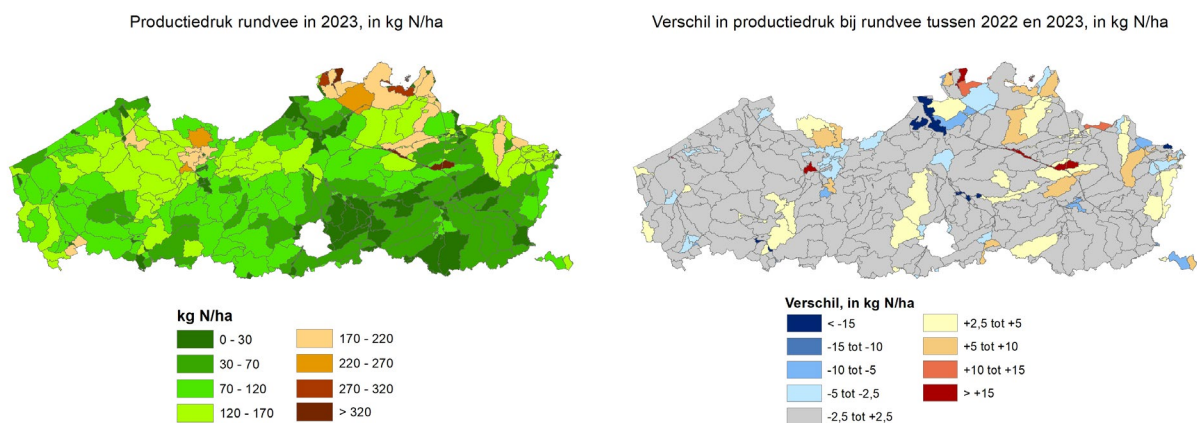 Productiedruk rundvee in 2023, in kg N/ha
Verschil in productiedruk bij rundvee tussen 2022 en 2023, in kg N/ha
kg N/ha
0 - 30
30 - 70
70 - 120
120 - 170
170 - 220
220 - 270
270 - 320
> 320
Verschil, in kg N/ha
< -15
-15 tot -10
-10 tot -5
-5 tot -2,5
-2,5 tot +2,5
+2,5 tot +5
+5 tot +10
+10 tot +15
> +15